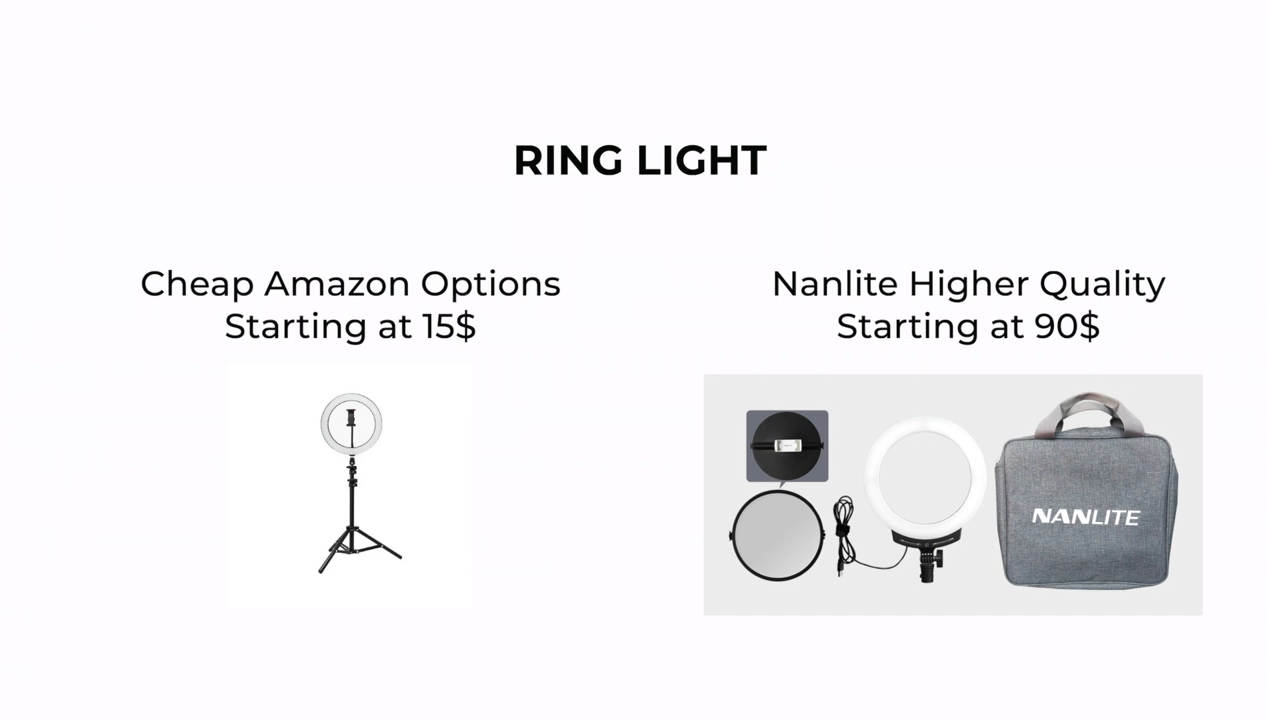 RING LIGHT
Cheap Amazon Options
Starting at 15$
Nanlite Higher Quality
Starting at 90$
NANLITE